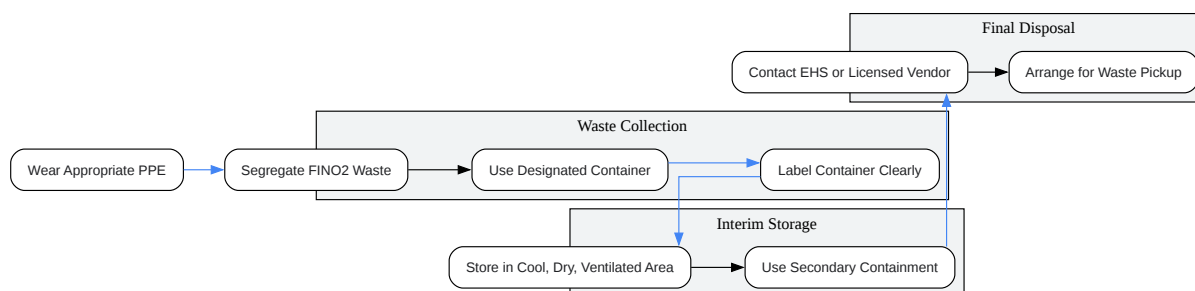 Final Disposal
Contact EHS or Licensed Vendor
Arrange for Waste Pickup
Waste Collection
Wear Appropriate PPE
Segregate FINO2 Waste
Use Designated Container
Label Container Clearly
Interim Storage
Store in Cool, Dry, Ventilated Area
Use Secondary Containment